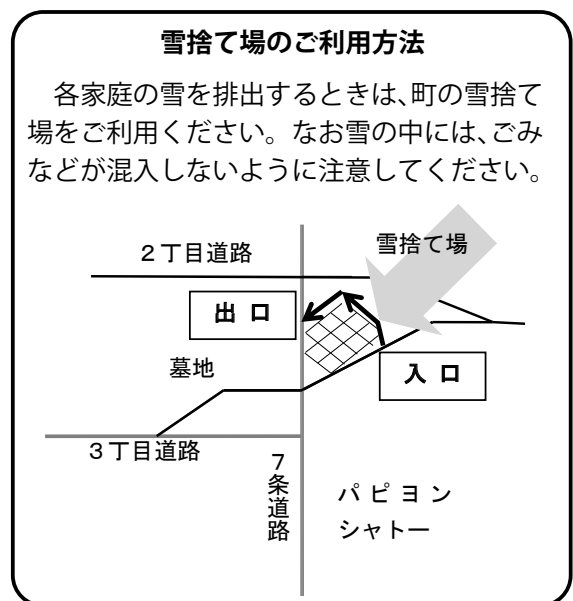 雪捨て場のご利用方法
　各家庭の雪を排出するときは、町の雪捨て
場をご利用ください。なお雪の中には、ごみ
などが混入しないように注意してください。
２丁目道路
雪捨て場
出 口
墓地
入 口
３丁目道路
７条道路
パ ピ ヨ ン
シャトー